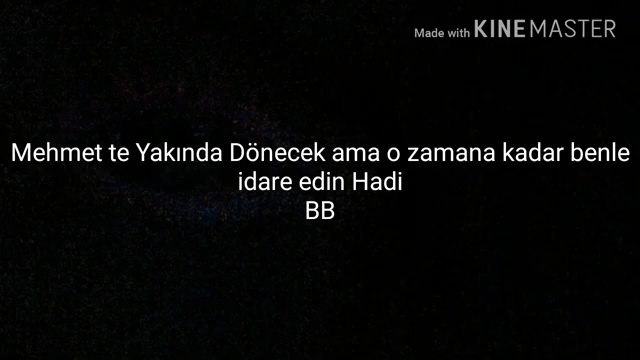 Made with KINEMASTER
Mehmet te Yakında Dönecek ama o zamana kadar benle
idare edin Hadi
BB